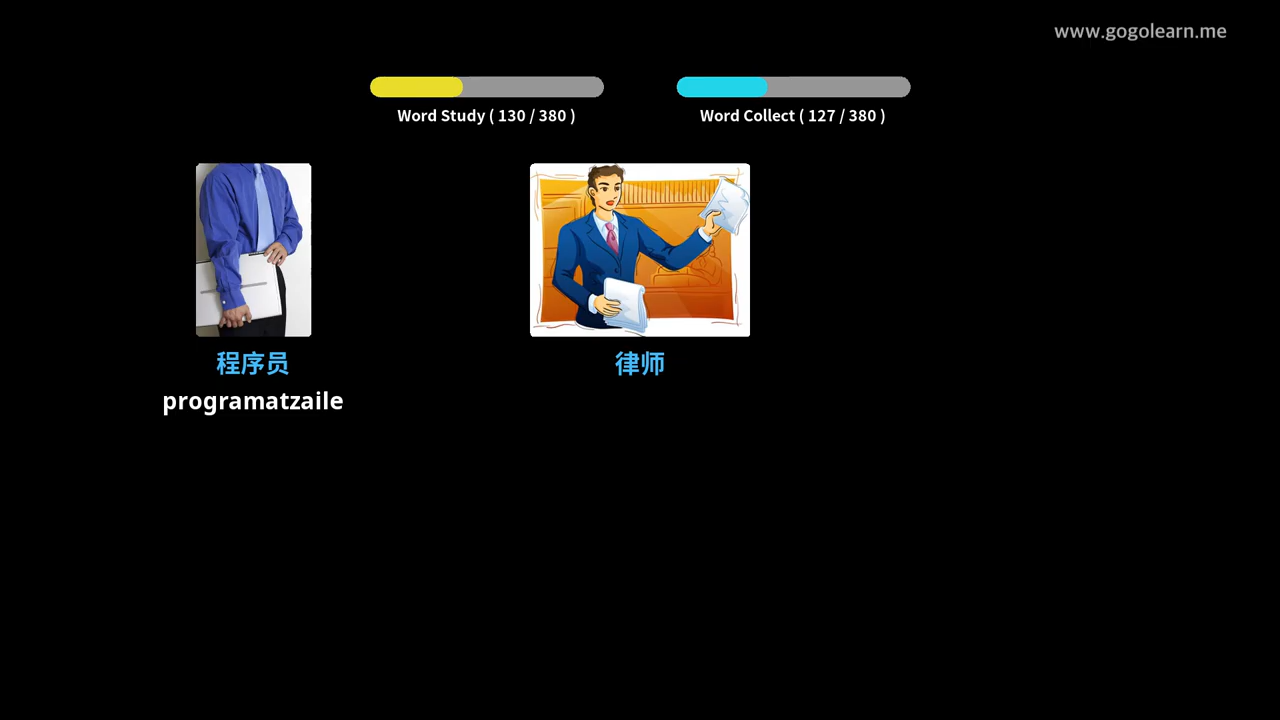 www.gogolearn.me
Word Study ( 130 / 380 )
Word Collect ( 127 / 380 )
程序员
律师
programatzaile